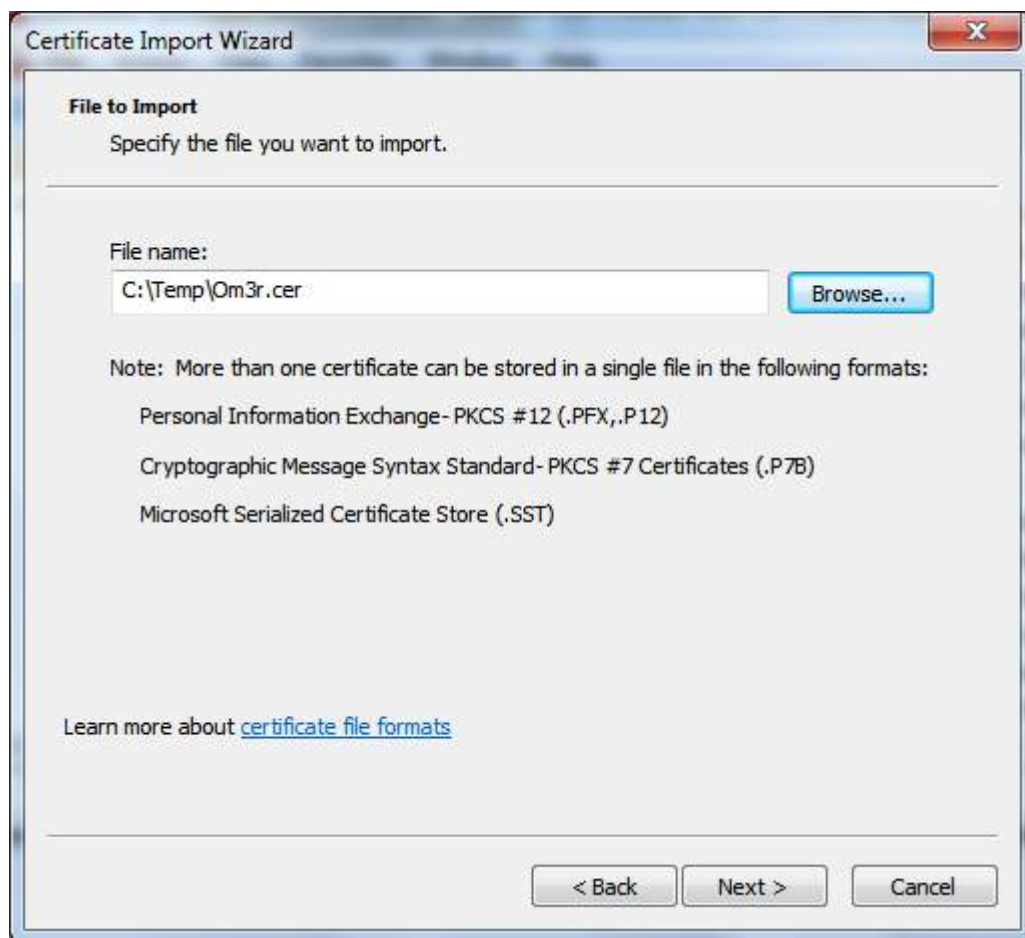 Certificate Import Wizard
File to Import
Specify the file you want to import.
File name:
C:\Temp\Om3r.cer
Browse...
Note:  More than one certificate can be stored in a single file in the following formats:
Personal Information Exchange- PKCS #12 (.PFX,.P12)
Cryptographic Message Syntax Standard- PKCS #7 Certificates (.P7B)
Microsoft Serialized Certificate Store (.SST)
Learn more about certificate file formats
< Back Next > Cancel